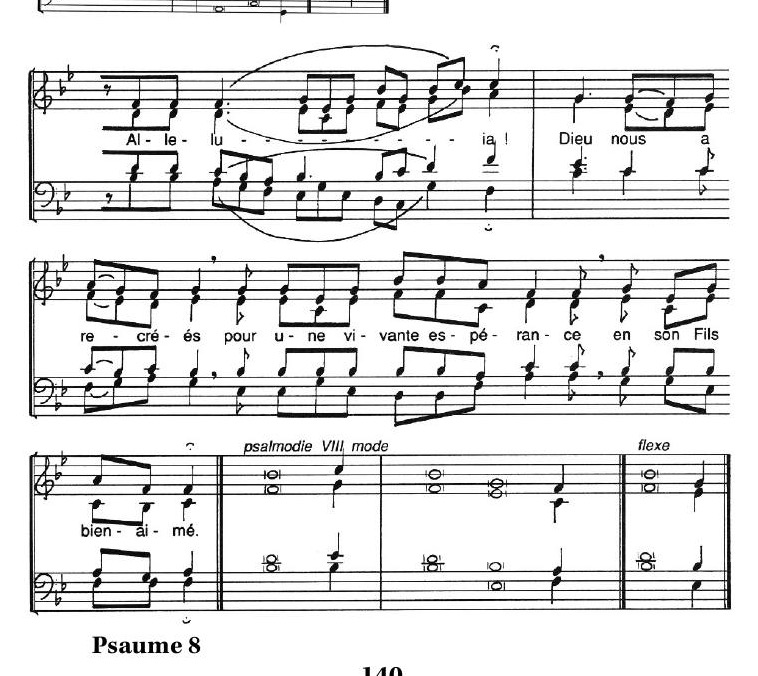 Al - le - lu - - - - - - - - - - - ia ! Dieu nous a
re - cré - és pour u - ne vi - vante es - pé - ran - ce en son Fils
psalmodie VIII mode flexe
bien - ai - mé.
Psaume 8
140